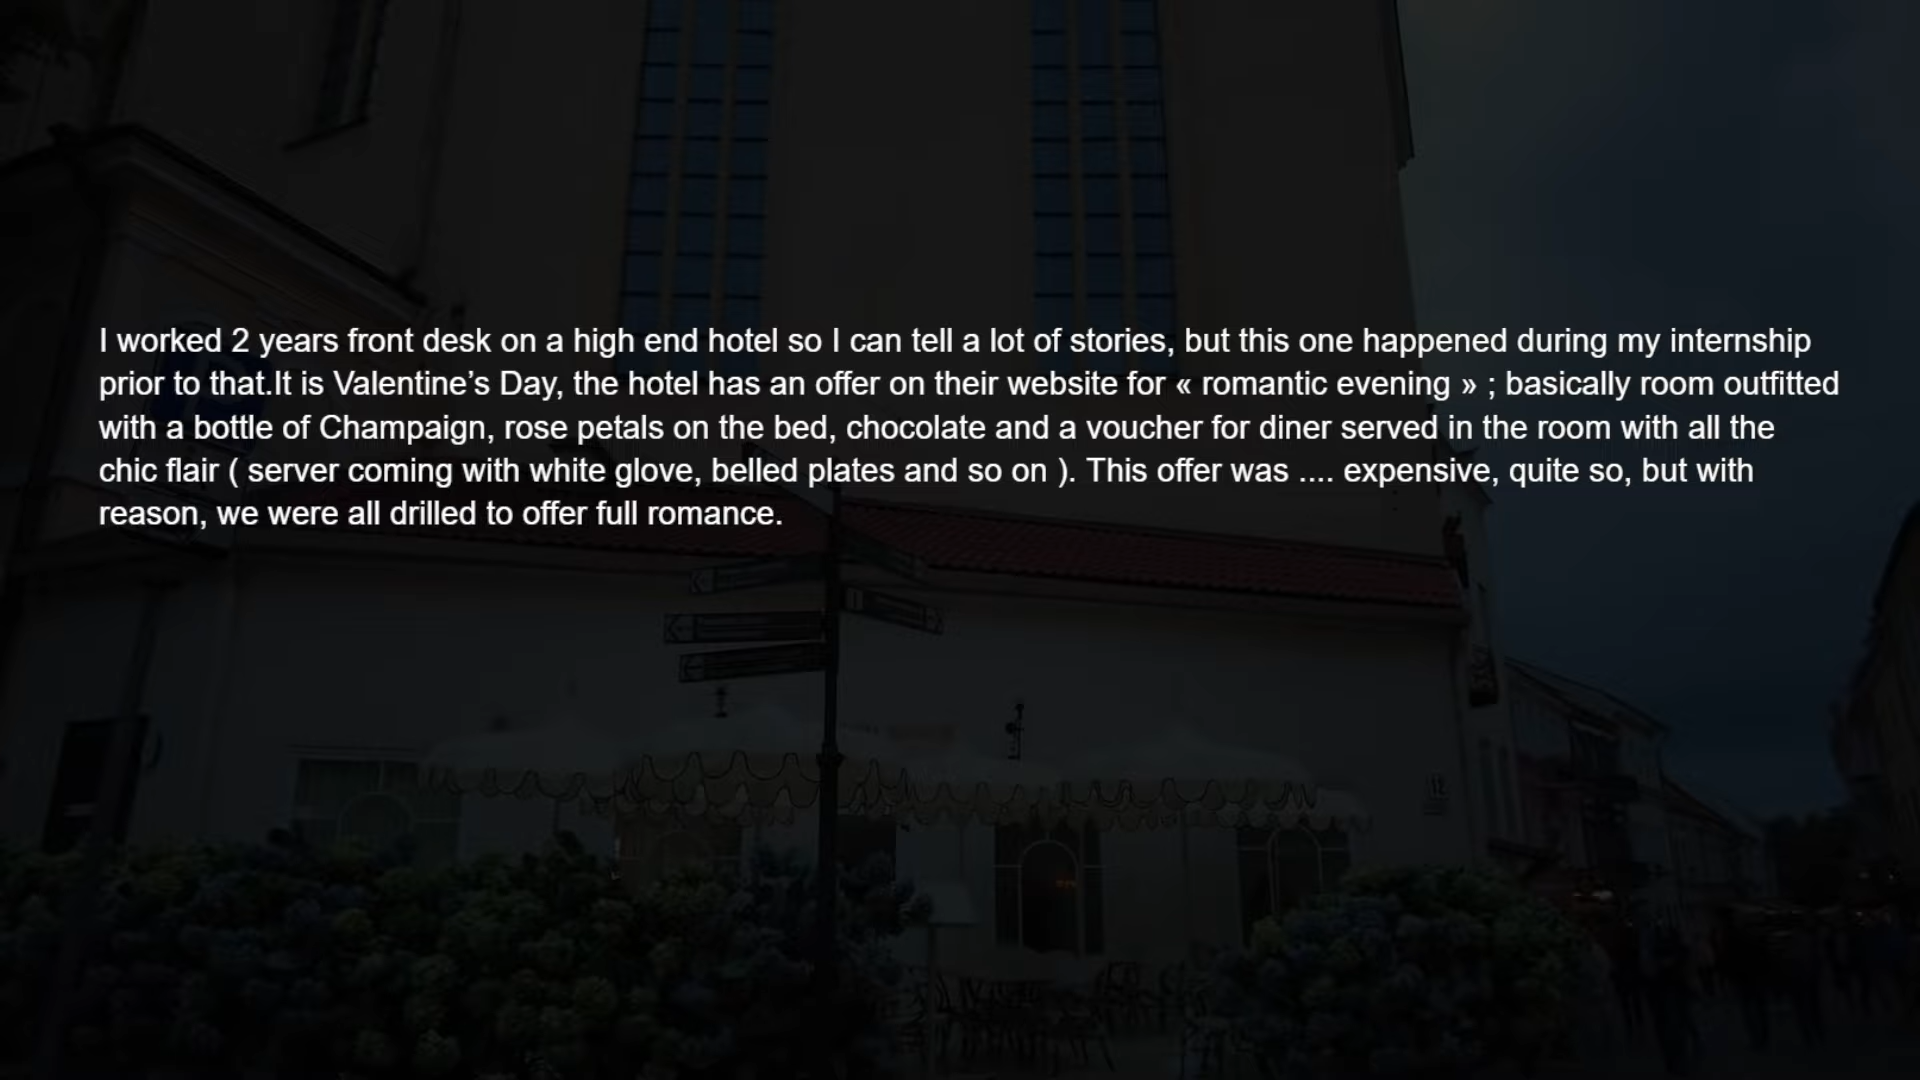 I worked 2 years front desk on a high end hotel so I can tell a lot of stories, but this one happened during my internship
prior to that.It is Valentine’s Day, the hotel has an offer on their website for « romantic evening » ; basically room outfitted
with a bottle of Champaign, rose petals on the bed, chocolate and a voucher for diner served in the room with all the
chic flair ( server coming with white glove, belled plates and so on ). This offer was .... expensive, quite so, but with
reason, we were all drilled to offer full romance.